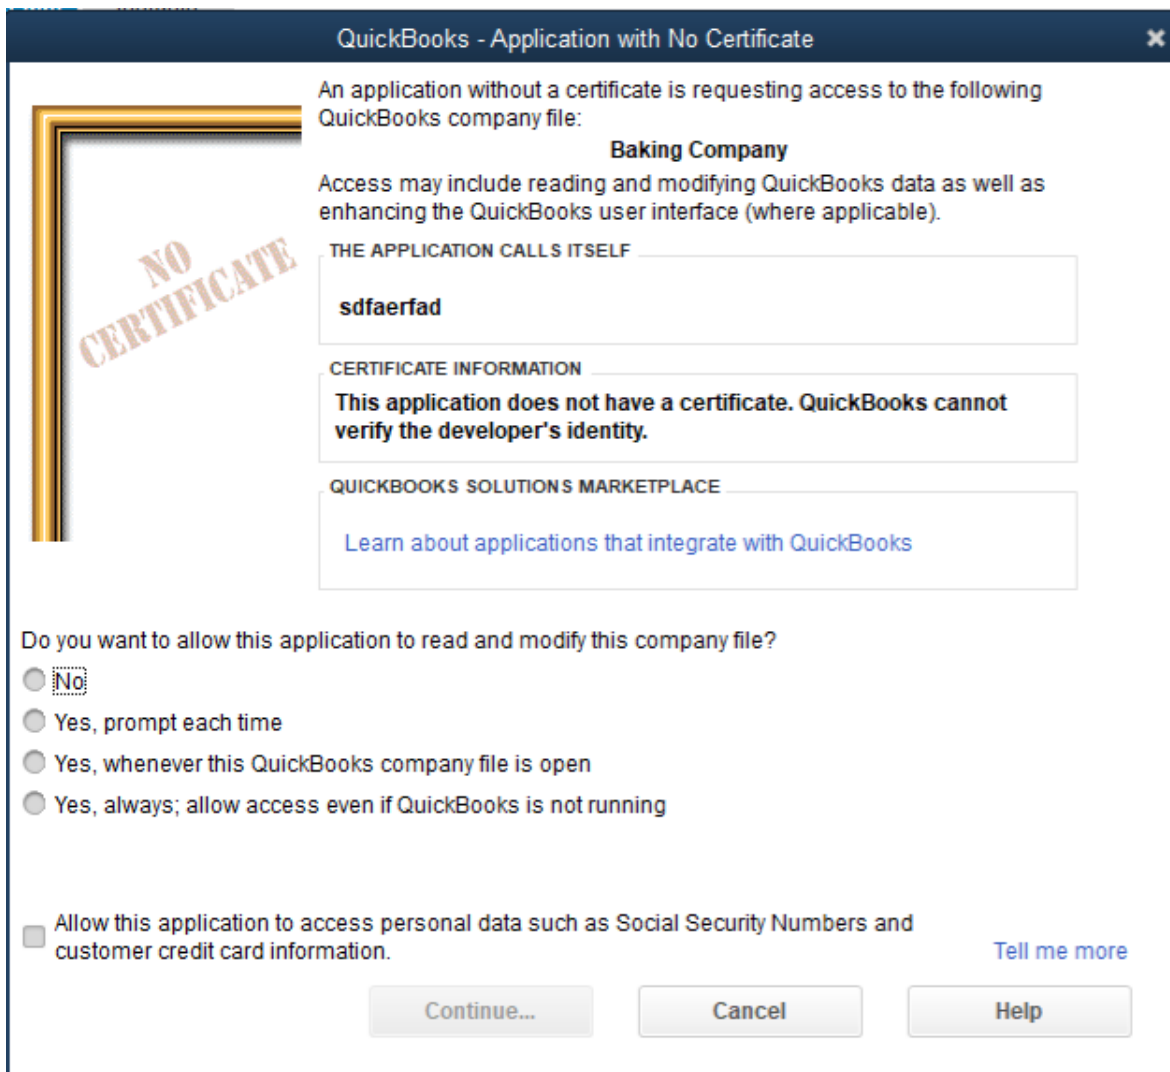 QuickBooks - Application with No Certificate
An application without a certificate is requesting access to the following
QuickBooks company file:
Baking Company
Access may include reading and modifying QuickBooks data as well as
enhancing the QuickBooks user interface (where applicable).
NO
CERTIFICATE
THE APPLICATION CALLS ITSELF
sdfaerfad
CERTIFICATE INFORMATION
This application does not have a certificate. QuickBooks cannot
verify the developer's identity.
QUICKBOOKS SOLUTIONS MARKETPLACE
Learn about applications that integrate with QuickBooks
Do you want to allow this application to read and modify this company file?
No
Yes, prompt each time
Yes, whenever this QuickBooks company file is open
Yes, always; allow access even if QuickBooks is not running
Allow this application to access personal data such as Social Security Numbers and
customer credit card information.
Tell me more
Continue...
Cancel
Help